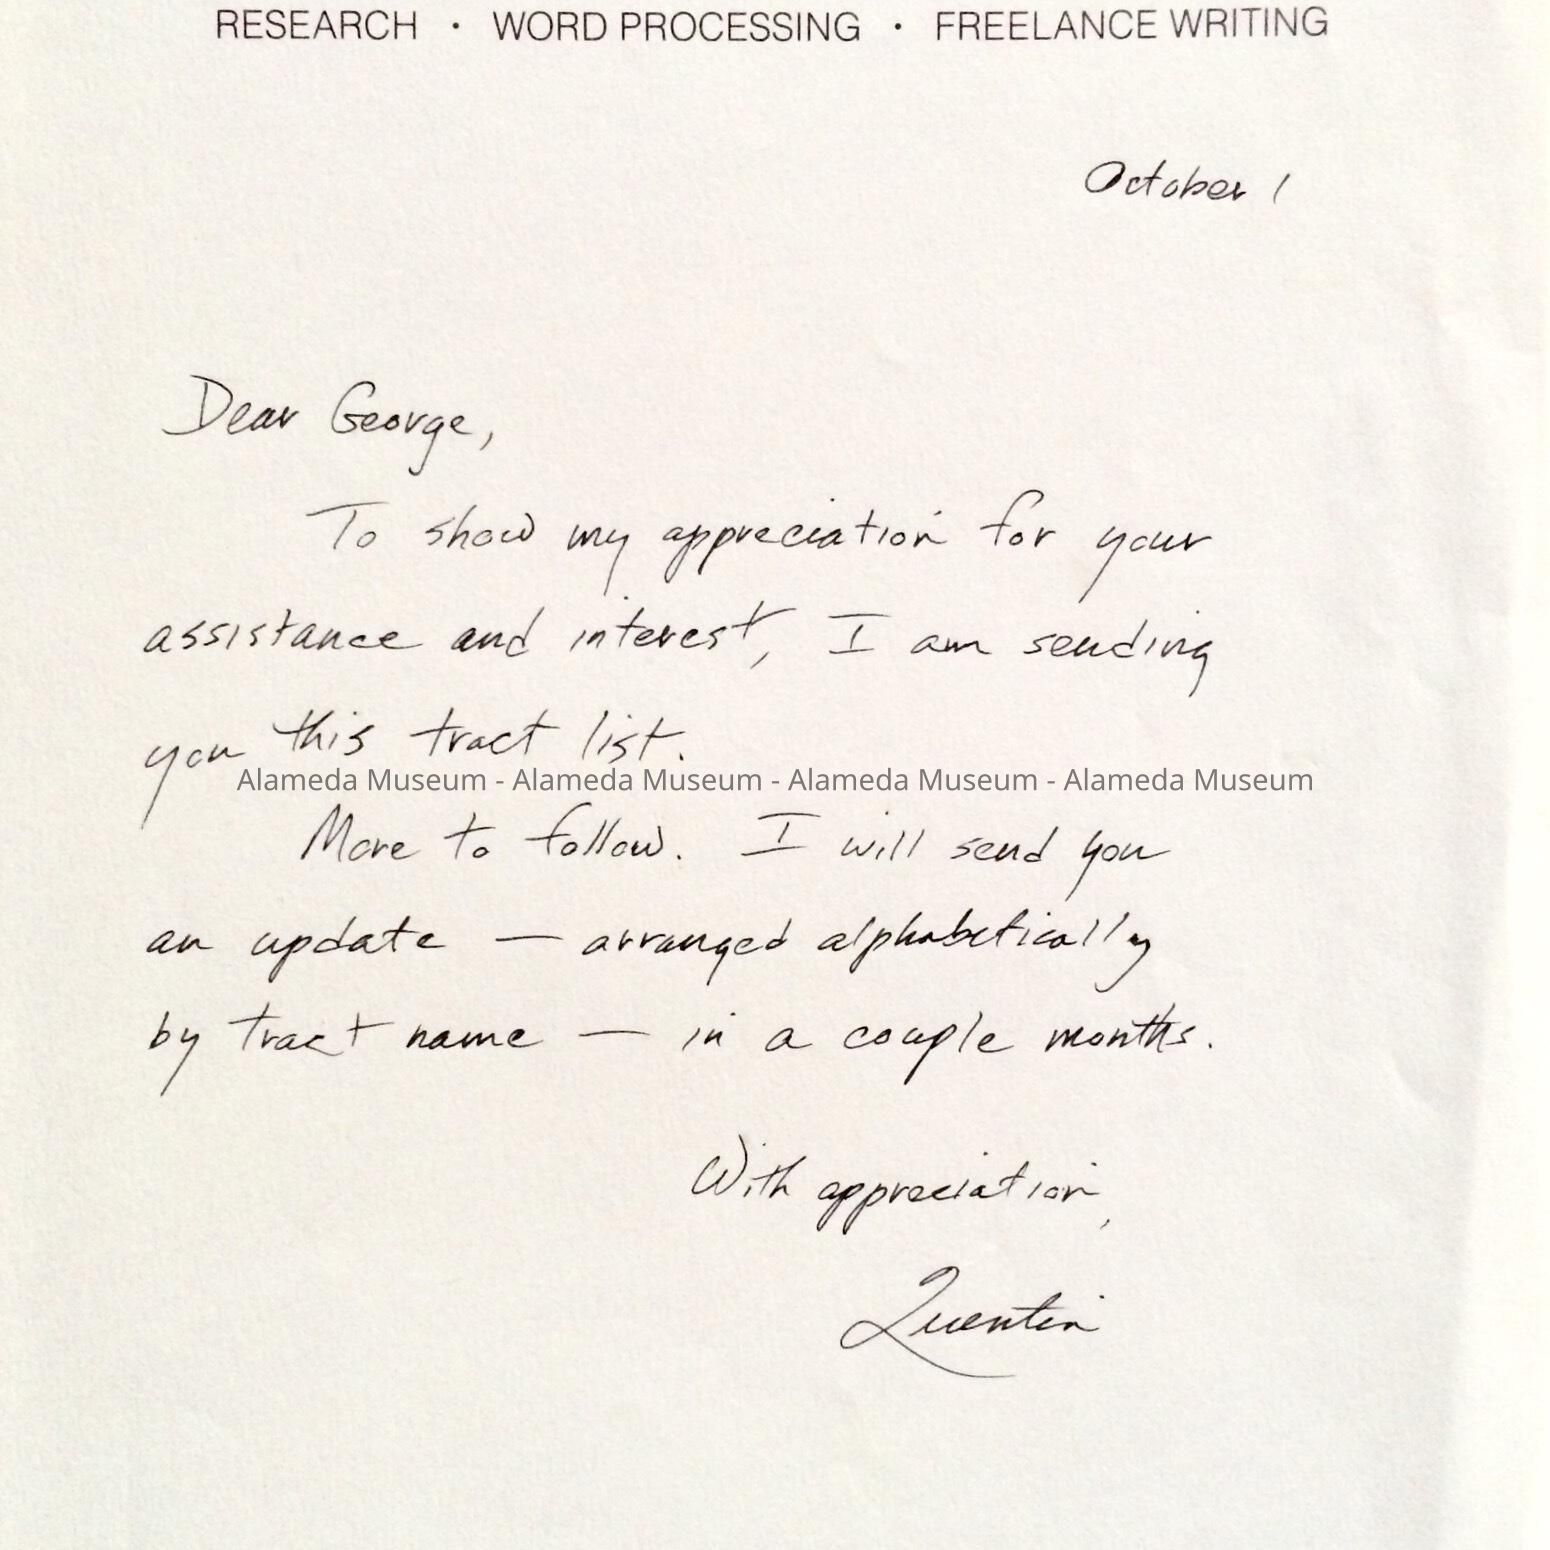 RESEARCH • WORD PROCESSING • FREELANCE WRITING
October 1
Dear George,
To show my appreciation for your
assistance and interest, I am sending
you this tract list.
Alameda Museum - Alameda Museum - Alameda Museum - Alameda Museum
More to follow. I will send you
an update — arranged alphabetically
by tract name — in a couple months.
With appreciation,
Quentin